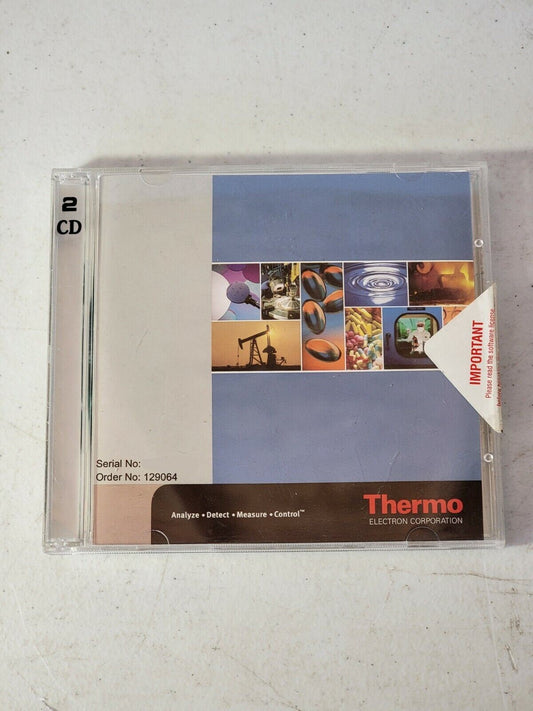 2
CD
IMPORTANT
Please read the software license
Serial No:
Order No: 129064
Analyze • Detect • Measure • Control™
Thermo
ELECTRON CORPORATION